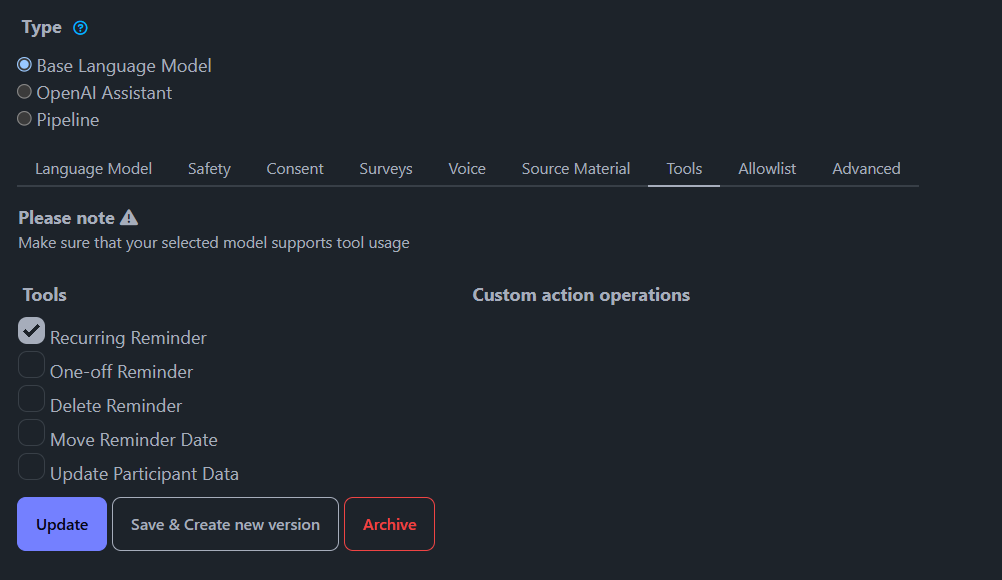 Type
Base Language Model
OpenAI Assistant
Pipeline
Language Model Safety Consent Surveys Voice Source Material Tools Allowlist Advanced
Please note
Make sure that your selected model supports tool usage
Tools
Custom action operations
Recurring Reminder
One-off Reminder
Delete Reminder
Move Reminder Date
Update Participant Data
Update Save & Create new version Archive